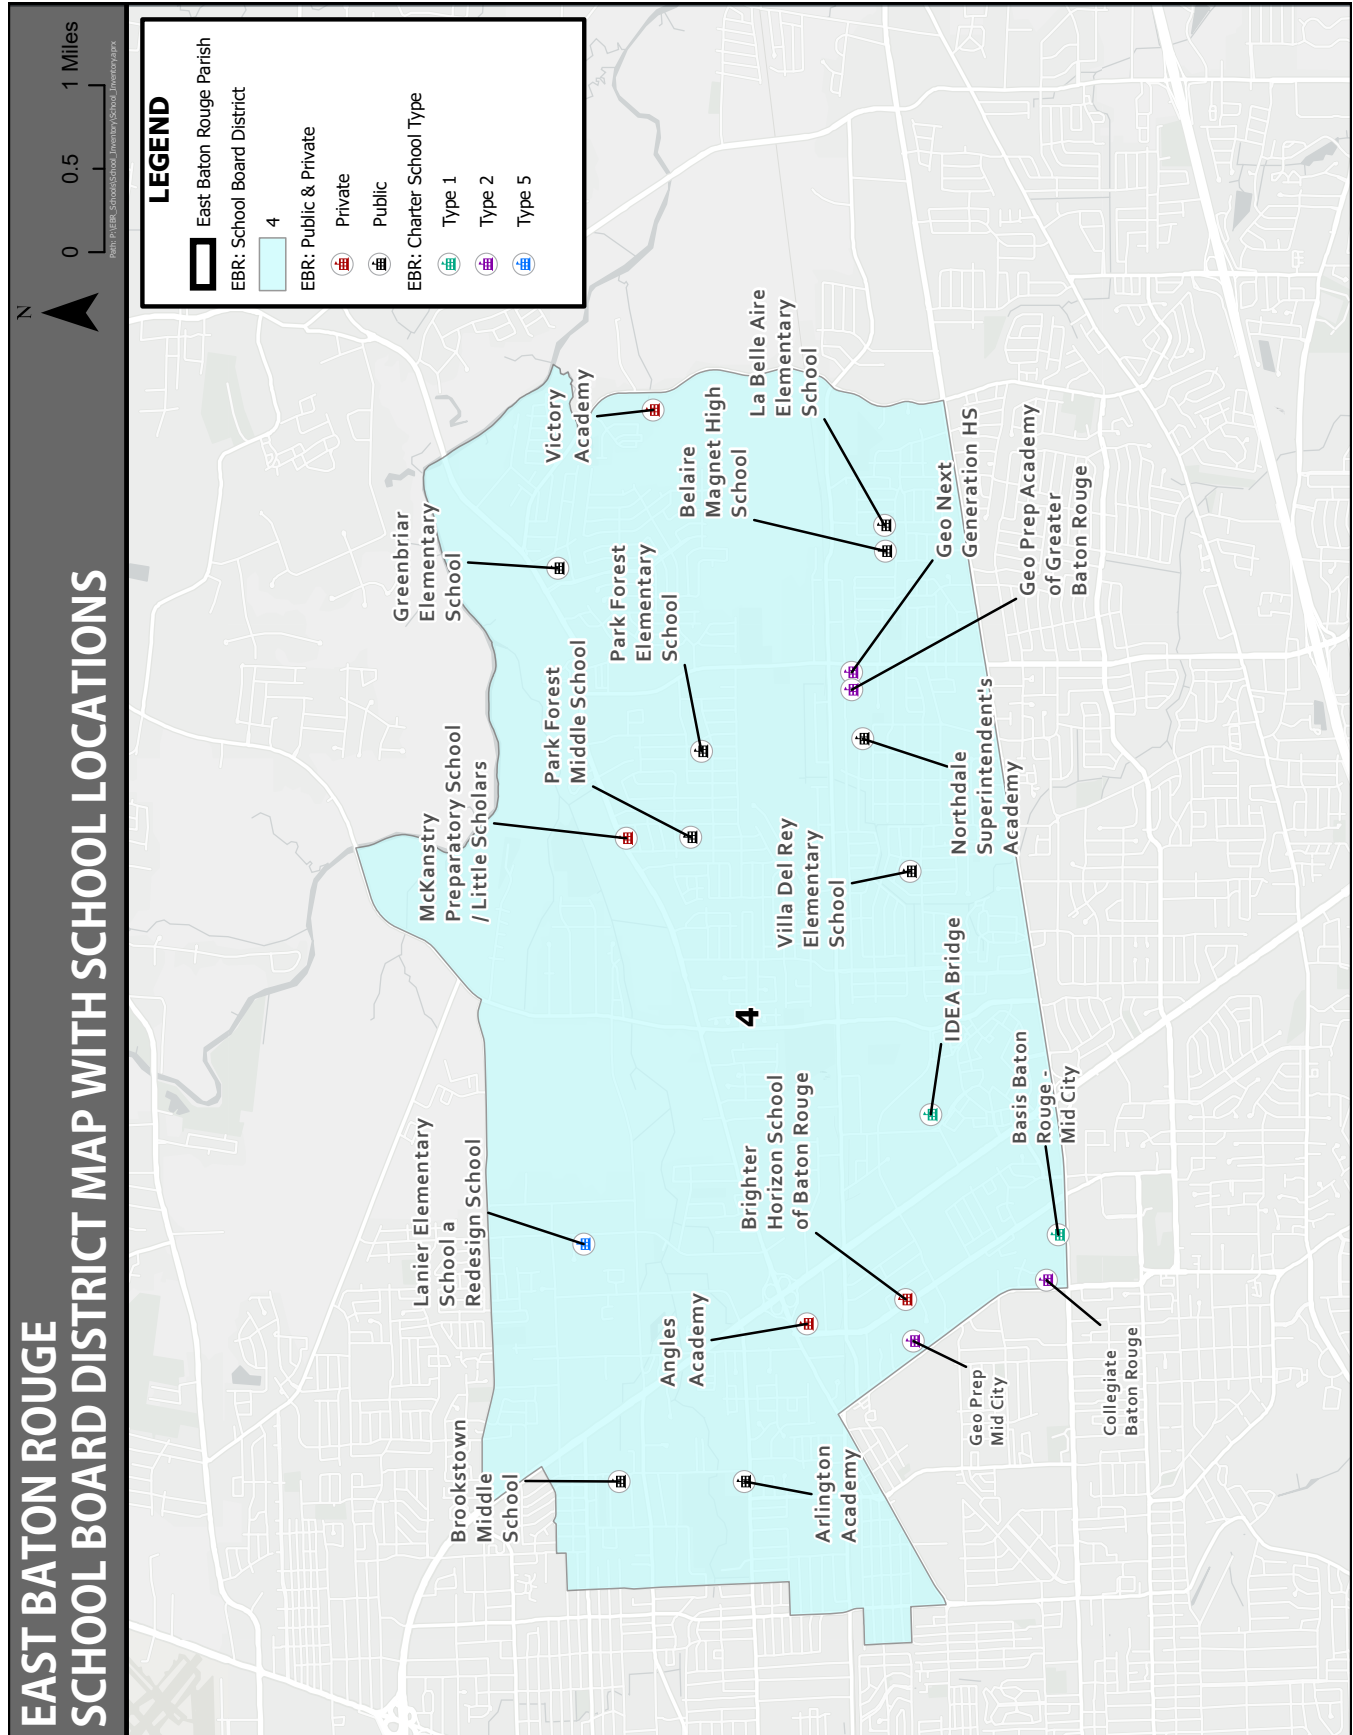 EAST BATON ROUGE
SCHOOL BOARD DISTRICT MAP WITH SCHOOL LOCATIONS
N
0 0.5 1 Miles
Path: P:\EBR_Schools\School_Inventory\School_Inventory.aprx
LEGEND
East Baton Rouge Parish
EBR: School Board District
4
EBR: Public & Private
Private
Public
EBR: Charter School Type
Type 1
Type 2
Type 5
Greenbriar
Elementary
School
Victory
Academy
McKanstry
Preparatory School
/ Little Scholars
Park Forest
Middle School
Park Forest
Elementary
School
Belaire
Magnet High
School
La Belle Aire
Elementary
School
Lanier Elementary
School a
Redesign School
Brookstown
Middle
School
Angles
Academy
Brighter
Horizon School
of Baton Rouge
4
Villa Del Rey
Elementary
School
Geo Next
Generation HS
Geo Prep Academy
of Greater
Baton Rouge
Northdale
Superintendent's
Academy
IDEA Bridge
Basis Baton
Rouge -
Mid City
Arlington
Academy
Geo Prep
Mid City
Collegiate
Baton Rouge